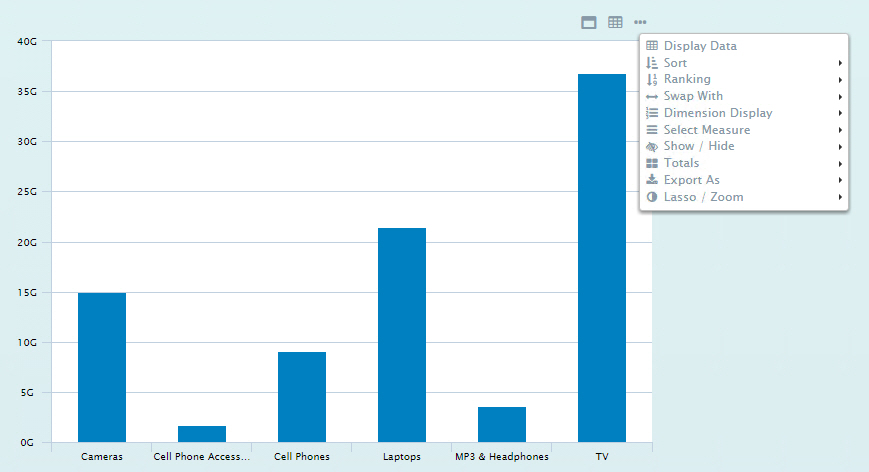 40G
35G
30G
25G
20G
15G
10G
5G
0G
Cameras
Cell Phone Access...
Cell Phones
Laptops
MP3 & Headphones
TV
Display Data
Sort
Ranking
Swap With
Dimension Display
Select Measure
Show / Hide
Totals
Export As
Lasso / Zoom